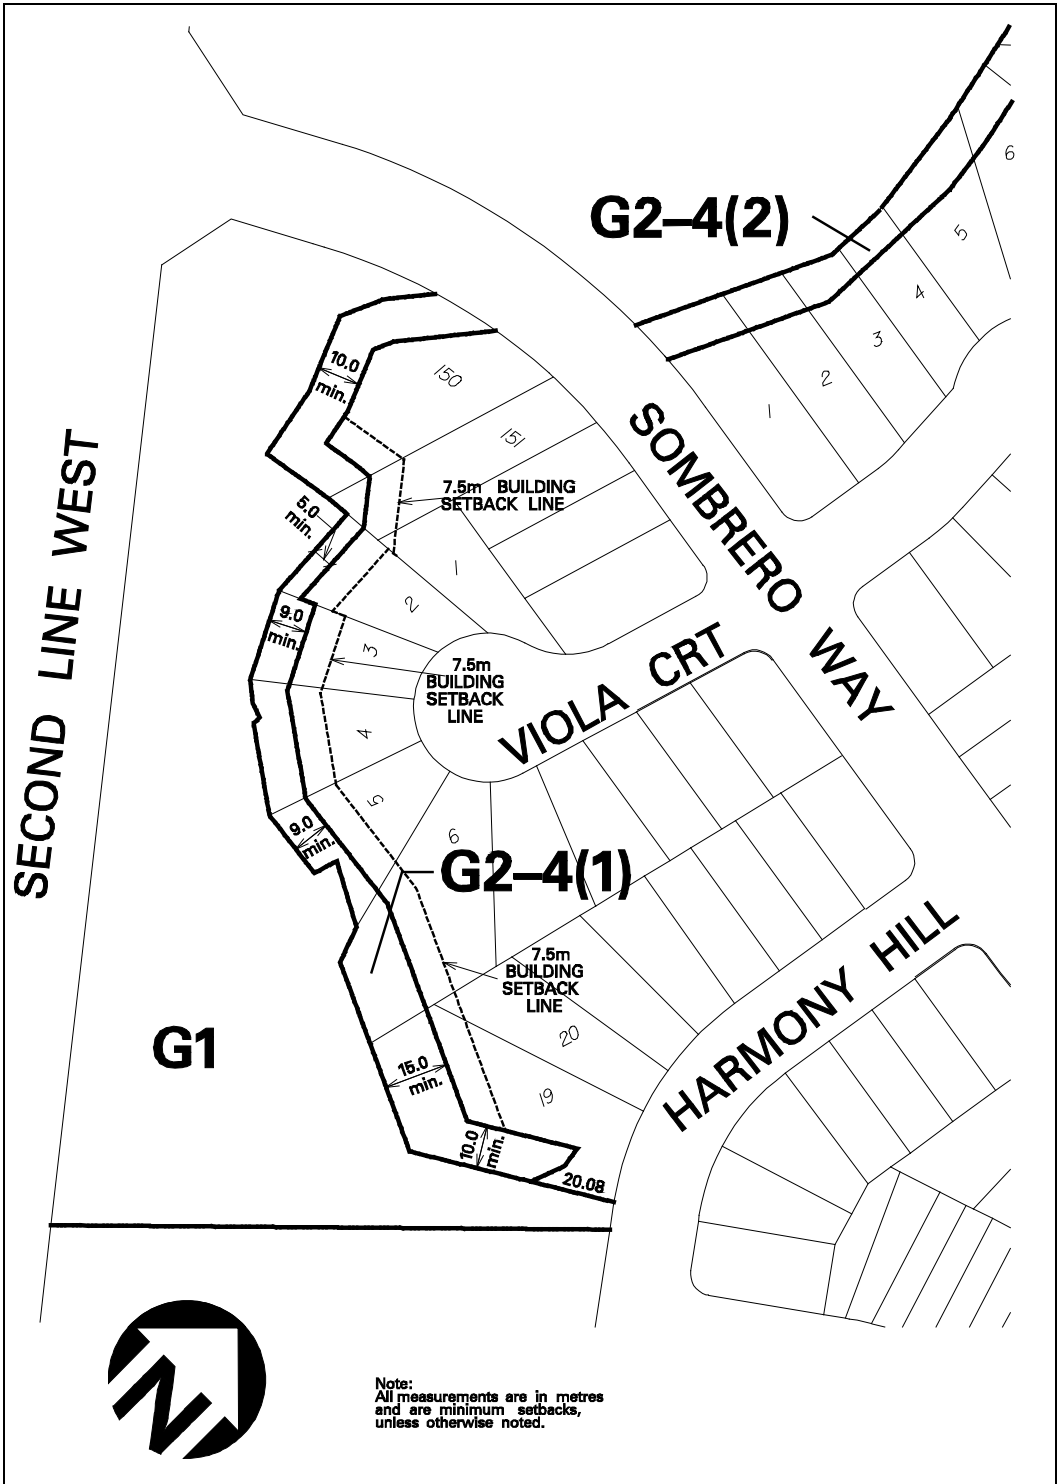 6
G2–4(2)
5
4
3
2
1
10.0
min.
150
151
SOMBRERO WAY
7.5m BUILDING
SETBACK LINE
5.0
min.
SECOND LINE WEST
1
2
9.0
min.
3
7.5m
BUILDING
SETBACK
LINE
VIOLA CRT
4
5
9.0
min.
6
G2–4(1)
7.5m
BUILDING
SETBACK
LINE
HARMONY HILL
G1
20
15.0
min.
19
10.0
min.
20.08
N
Note:
All measurements are in metres
and are minimum setbacks,
unless otherwise noted.